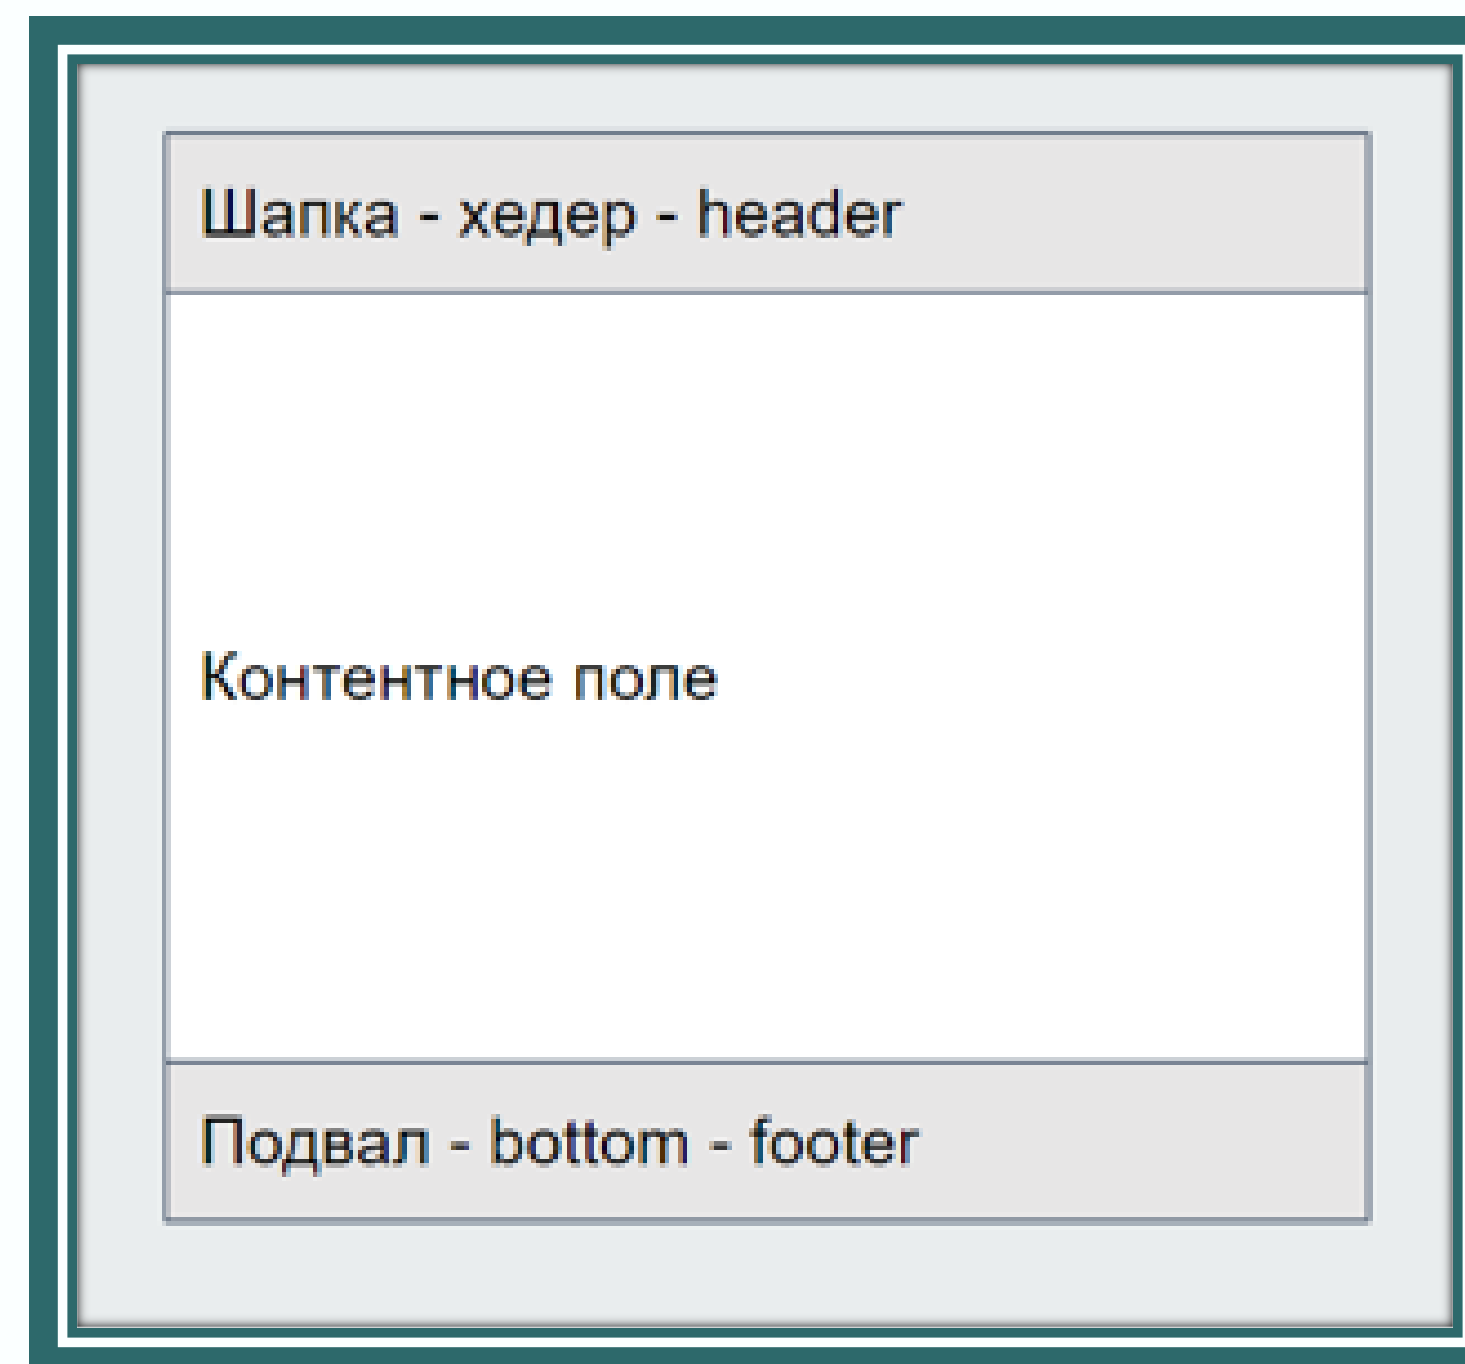 Шапка - хедер - header
Контентное поле
Подвал - bottom - footer